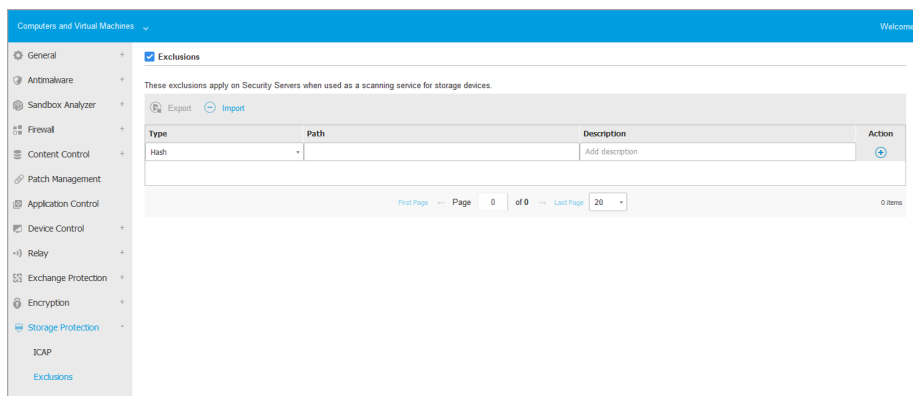 Computers and Virtual Machines
Welcome
General +
Antimalware +
Sandbox Analyzer +
Firewall +
Content Control +
Patch Management
Application Control
Device Control +
Relay +
Exchange Protection +
Encryption +
Storage Protection -
ICAP
Exclusions
Exclusions
These exclusions apply on Security Servers when used as a scanning service for storage devices.
Export Import
Type Path Description Action
Hash Add description
First Page ← Page 0 of 0 → Last Page 20 0 items